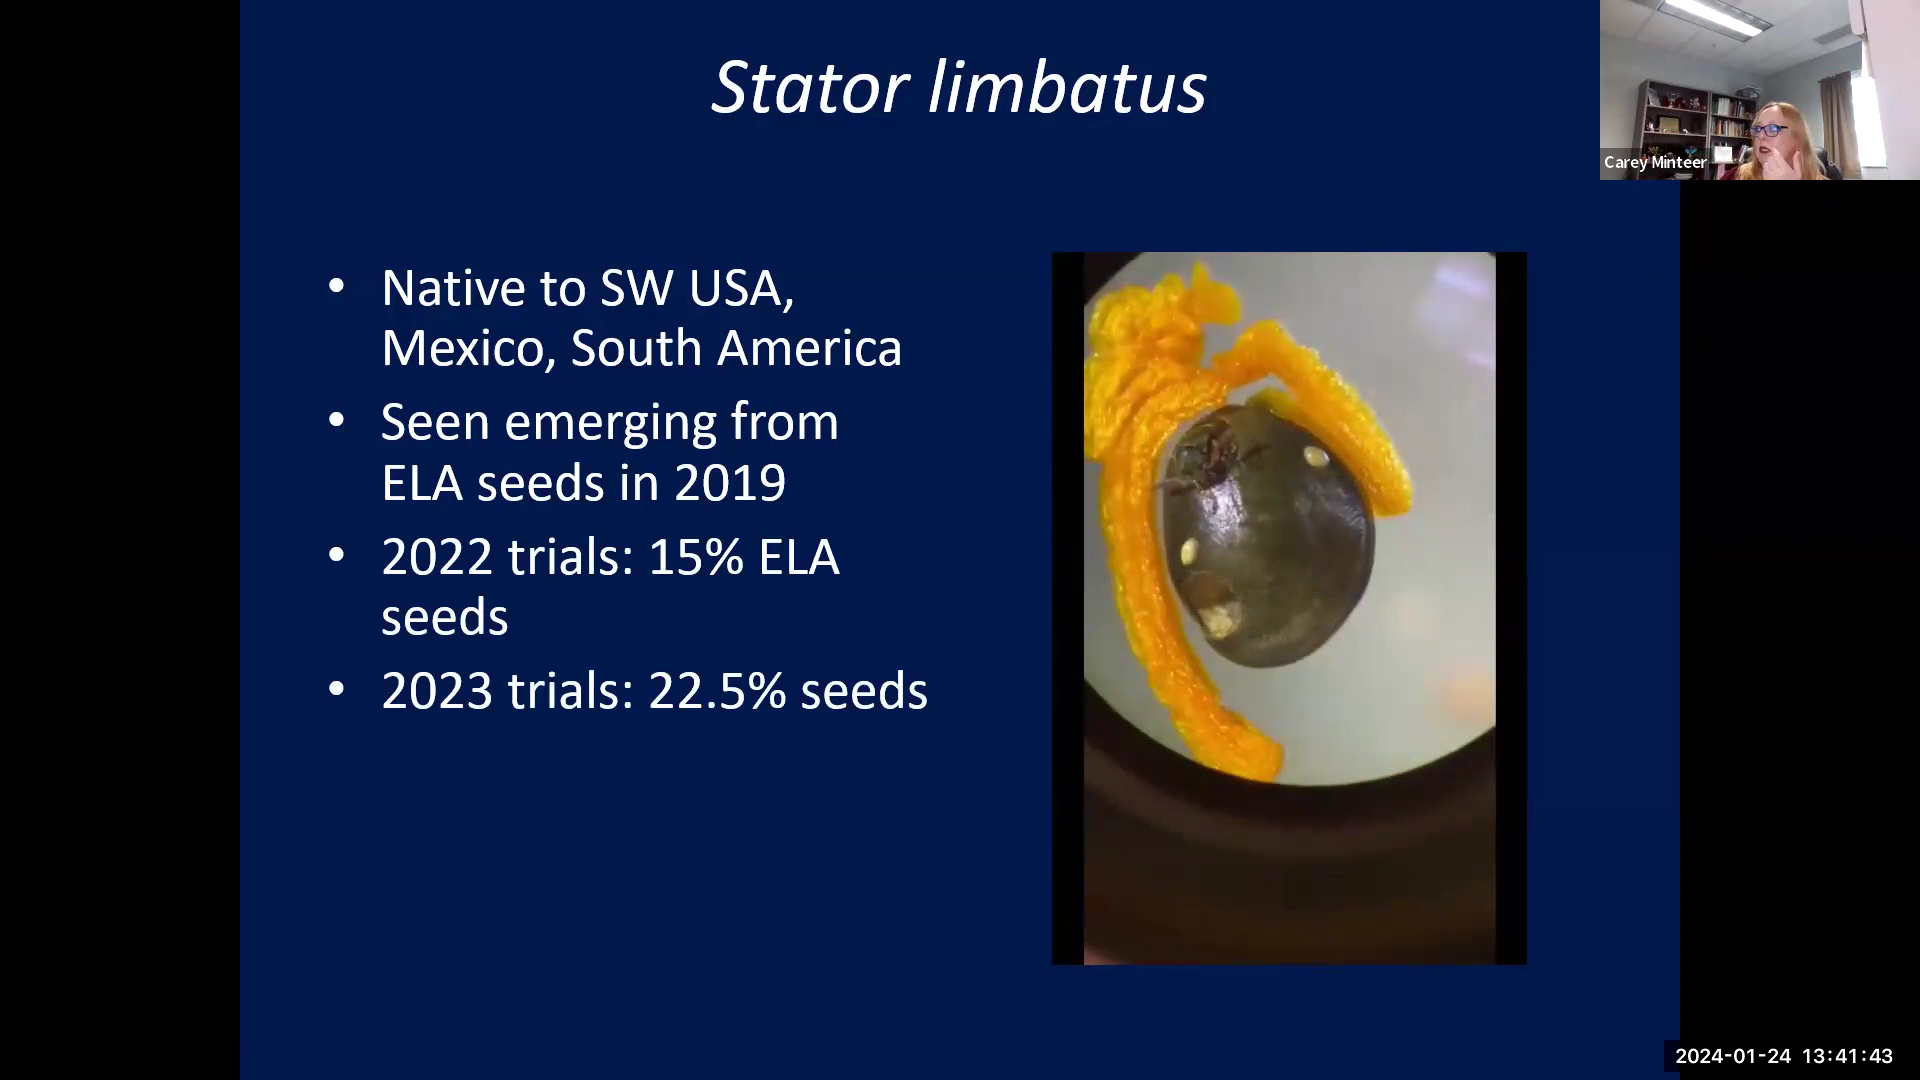 Stator limbatus
Carey Minteer
• Native to SW USA,
Mexico, South America
• Seen emerging from
ELA seeds in 2019
• 2022 trials: 15% ELA
seeds
• 2023 trials: 22.5% seeds
2024-01-24 13:41:43